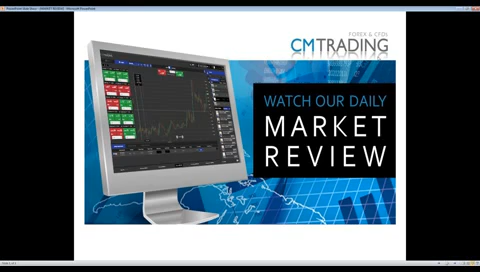 FOREX & CFDs
CMTRADING
WATCH OUR DAILY
MARKET
REVIEW